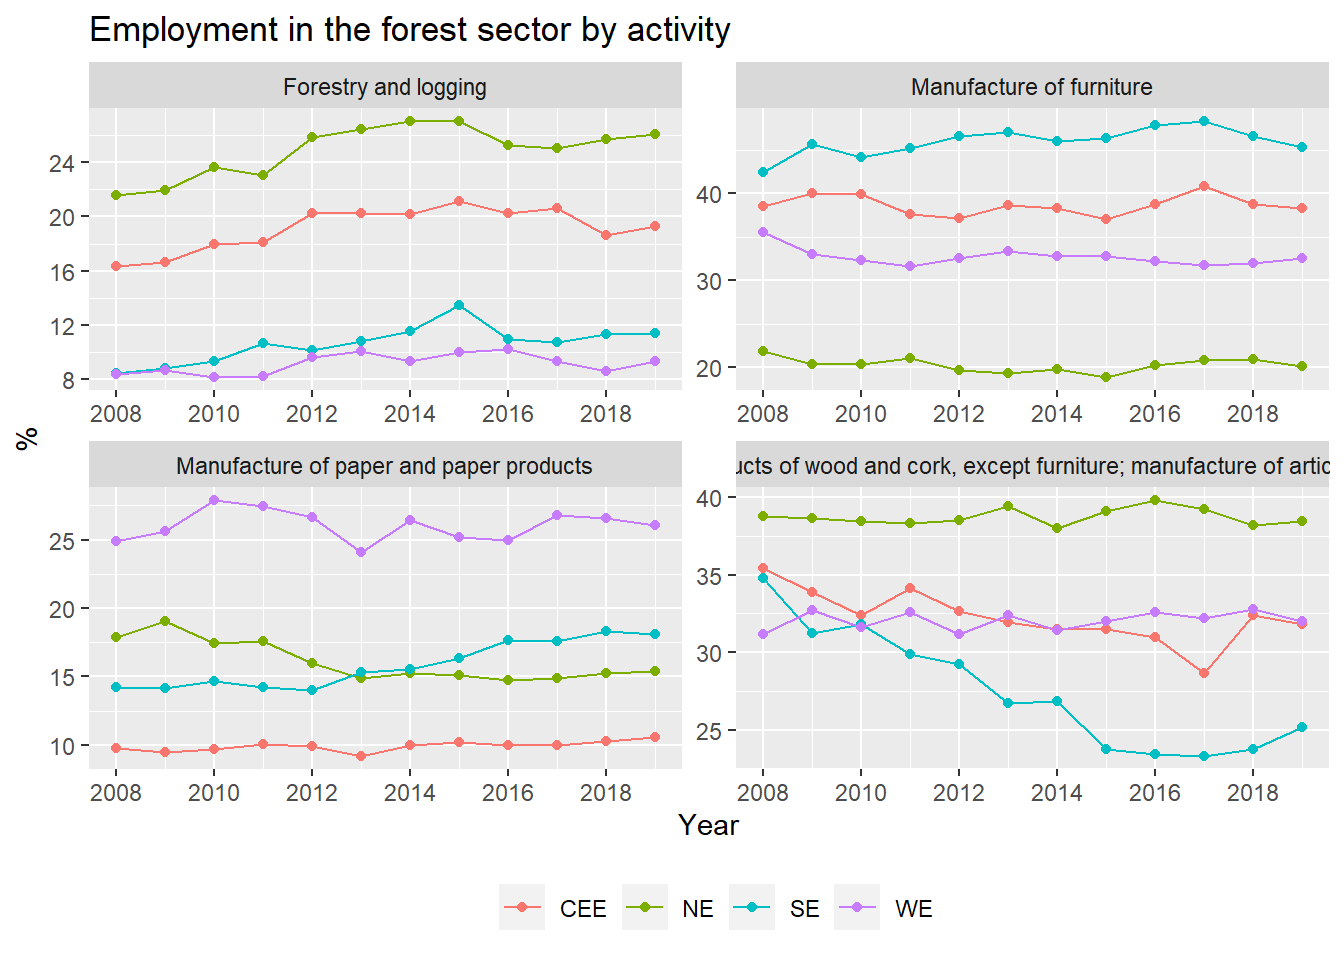 Employment in the forest sector by activity
Forestry and logging
Manufacture of furniture
24
20
16
12
8
40
30
20
2008 2010 2012 2014 2016 2018
2008 2010 2012 2014 2016 2018
%
Manufacture of paper and paper products
ucts of wood and cork, except furniture; manufacture of artic
25
20
15
10
40
35
30
25
2008 2010 2012 2014 2016 2018
2008 2010 2012 2014 2016 2018
Year
CEE NE SE WE